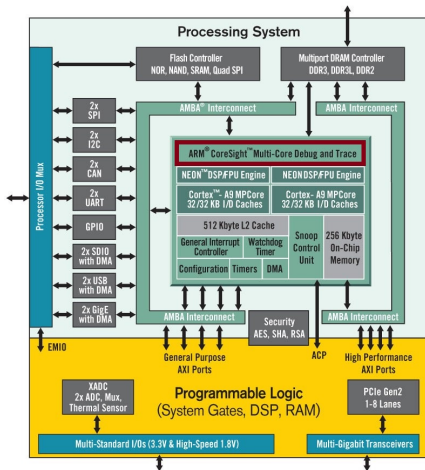 Processing System
Flash Controller
NOR, NAND, SRAM, Quad SPI
Multiport DRAM Controller
DDR3, DDR3L, DDR2
Processor I/O Mux
2x
SPI
2x
I2C
2x
CAN
2x
UART
GPIO
2x SDIO
with DMA
2x USB
with DMA
2x GigE
with DMA
AMBA® Interconnect
AMBA Interconnect
ARM® CoreSight™ Multi-Core Debug and Trace
NEON™ DSP/FPU Engine
NEON DSP/FPU Engine
Cortex™- A9 MPCore
32/32 KB I/D Caches
Cortex- A9 MPCore
32/32 KB I/D Caches
512 Kbyte L2 Cache
General Interrupt
Controller
Watchdog
Timer
Configuration
Timers
DMA
Snoop
Control
Unit
256 Kbyte
On-Chip
Memory
AMBA Interconnect
Security
AES, SHA, RSA
AMBA Interconnect
EMIO
General Purpose
AXI Ports
ACP
High Performance
AXI Ports
XADC
2x ADC, Mux,
Thermal Sensor
Programmable Logic
(System Gates, DSP, RAM)
PCIe Gen2
1-8 Lanes
Multi-Standard I/Os (3.3V & High-Speed 1.8V)
Multi-Gigabit Transceivers